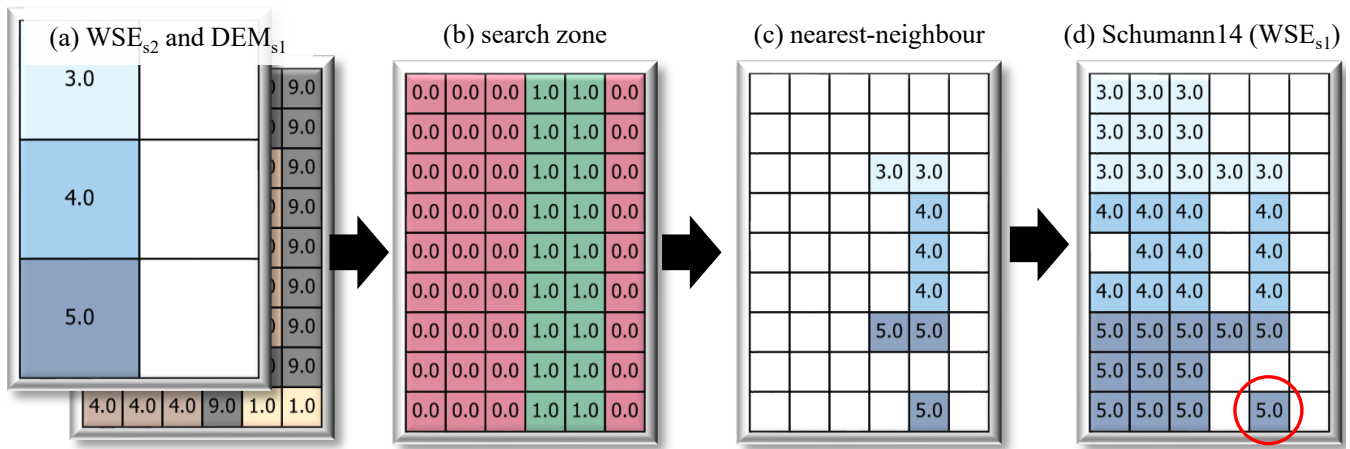 (a) WSEs2 and DEMs1
(b) search zone
(c) nearest-neighbour
(d) Schumann14 (WSEs1)
3.0
4.0
5.0
9.0
9.0
9.0
9.0
9.0
9.0
9.0
9.0
4.0 4.0 4.0 9.0 1.0 1.0
0.0 0.0 0.0 1.0 1.0 0.0
0.0 0.0 0.0 1.0 1.0 0.0
0.0 0.0 0.0 1.0 1.0 0.0
0.0 0.0 0.0 1.0 1.0 0.0
0.0 0.0 0.0 1.0 1.0 0.0
0.0 0.0 0.0 1.0 1.0 0.0
0.0 0.0 0.0 1.0 1.0 0.0
0.0 0.0 0.0 1.0 1.0 0.0
0.0 0.0 0.0 1.0 1.0 0.0
3.0 3.0
4.0
4.0
4.0
5.0 5.0
5.0
3.0 3.0 3.0
3.0 3.0 3.0
3.0 3.0 3.0 3.0 3.0
4.0 4.0 4.0 4.0
4.0 4.0 4.0
4.0 4.0 4.0 4.0
5.0 5.0 5.0 5.0 5.0
5.0 5.0 5.0
5.0 5.0 5.0 5.0